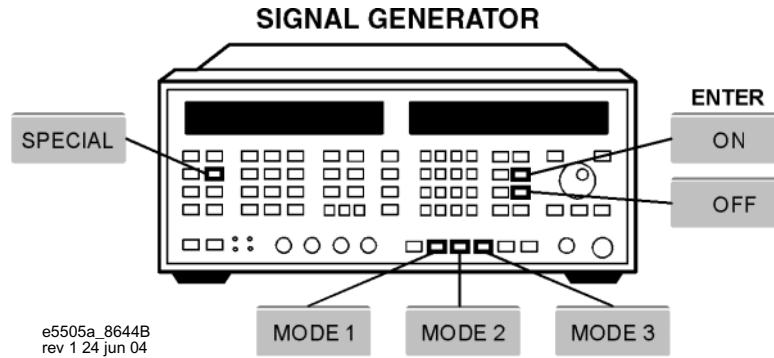 SIGNAL GENERATOR
ENTER
SPECIAL
ON
OFF
MODE 1
MODE 2
MODE 3
e5505a_8644B
rev 1 24 jun 04